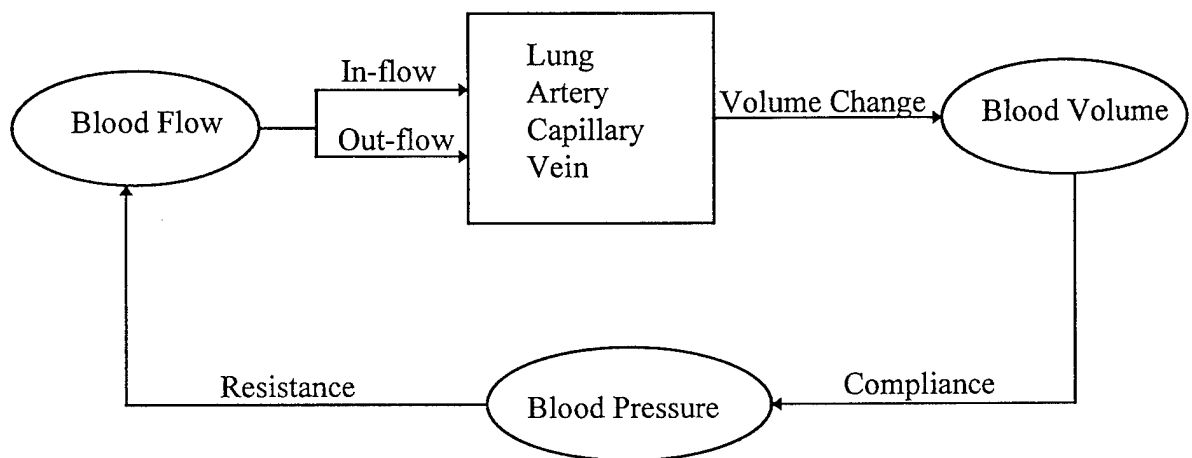 Blood Flow
In-flow
Out-flow
Lung
Artery
Capillary
Vein
Volume Change
Blood Volume
Compliance
Blood Pressure
Resistance